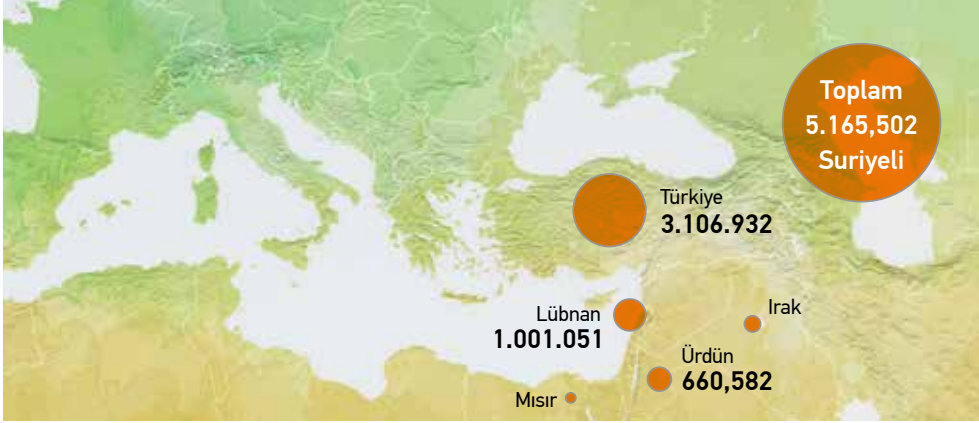 Toplam
5.165,502
Suriyeli
Türkiye
3.106.932
Lübnan
1.001.051
Irak
Ürdün
660,582
Mısır